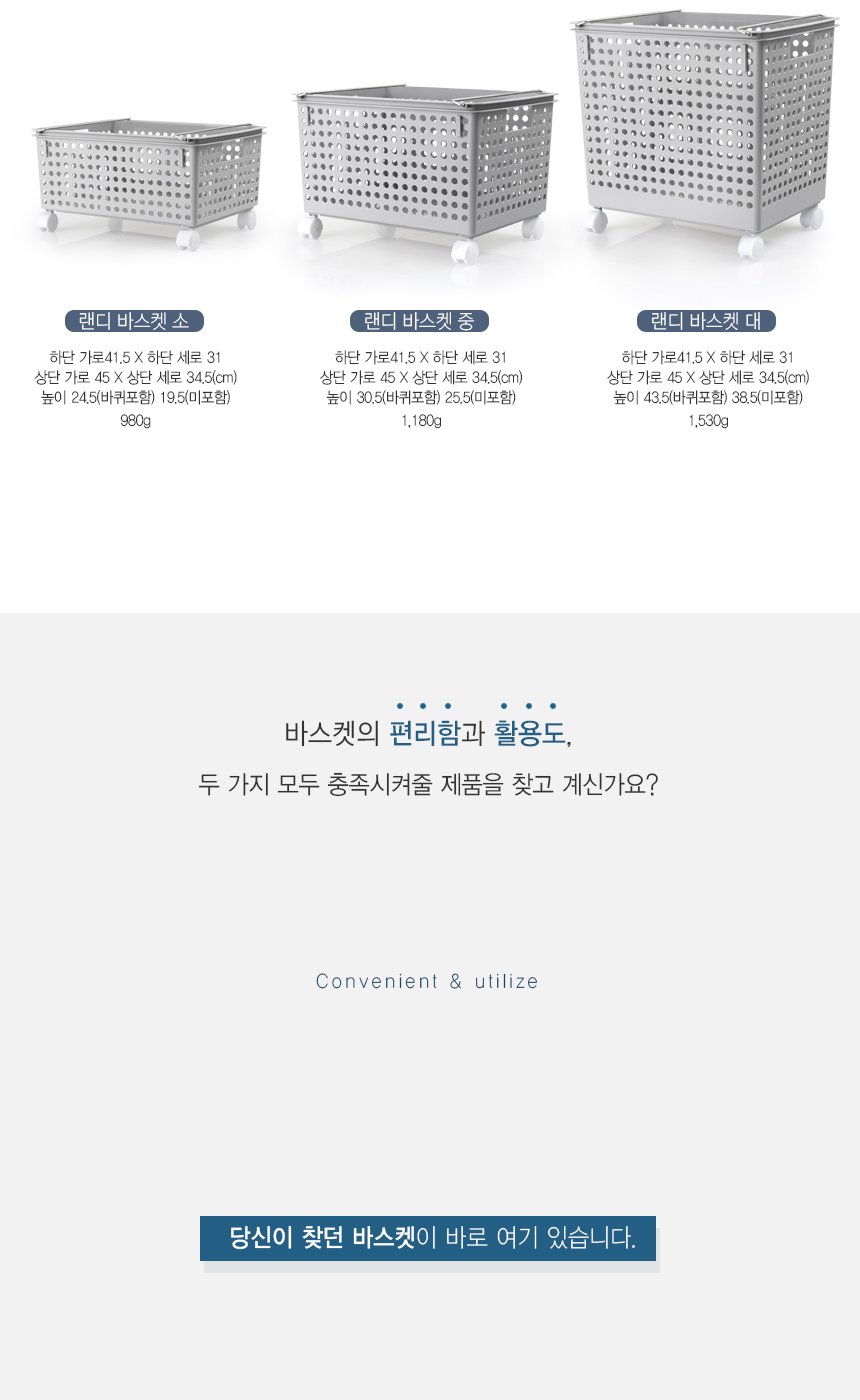 랜디 바스켓 소
하단 가로41.5 X 하단 세로 31
상단 가로 45 X 상단 세로 34.5(cm)
높이 24.5(바퀴포함) 19.5(미포함)
980g
랜디 바스켓 중
하단 가로41.5 X 하단 세로 31
상단 가로 45 X 상단 세로 34.5(cm)
높이 30.5(바퀴포함) 25.5(미포함)
1,180g
랜디 바스켓 대
하단 가로41.5 X 하단 세로 31
상단 가로 45 X 상단 세로 34.5(cm)
높이 43.5(바퀴포함) 38.5(미포함)
1,530g
바스켓의 편리함과 활용도,
두 가지 모두 충족시켜줄 제품을 찾고 계신가요?
Convenient & utilize
당신이 찾던 바스켓이 바로 여기 있습니다.